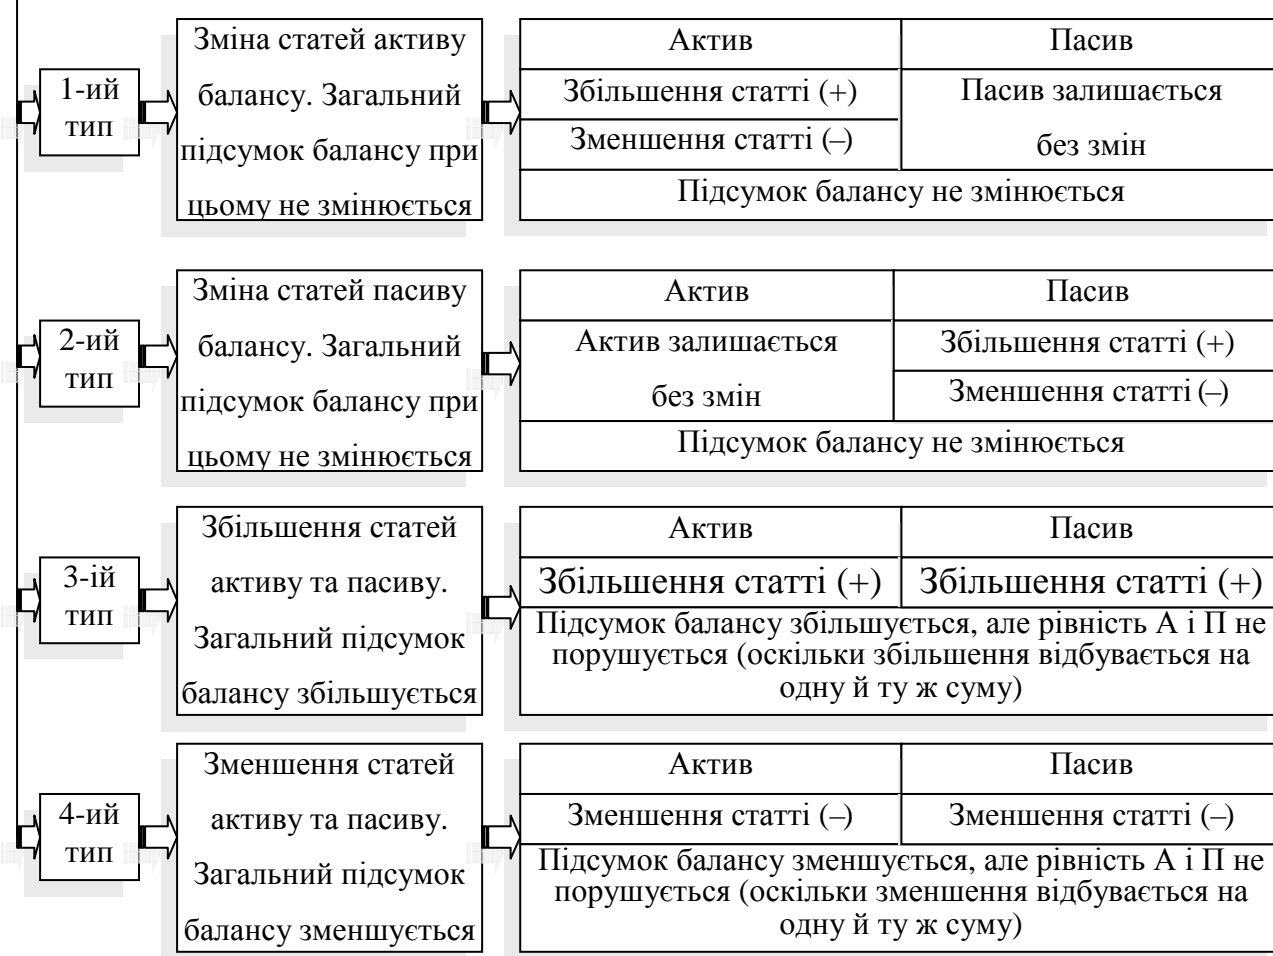 1-ий
тип
Зміна статей активу
балансу. Загальний
підсумок балансу при
цьому не змінюється
Актив
Пасив
Збільшення статті (+)
Зменшення статті (–)
Пасив залишається
без змін
Підсумок балансу не змінюється
2-ий
тип
Зміна статей пасиву
балансу. Загальний
підсумок балансу при
цьому не змінюється
Актив
Пасив
Актив залишається
без змін
Збільшення статті (+)
Зменшення статті (–)
Підсумок балансу не змінюється
3-ій
тип
Збільшення статей
активу та пасиву.
Загальний підсумок
балансу збільшується
Актив
Пасив
Збільшення статті (+)
Збільшення статті (+)
Підсумок балансу збільшується, але рівність А і П не
порушується (оскільки збільшення відбувається на
одну й ту ж суму)
4-ий
тип
Зменшення статей
активу та пасиву.
Загальний підсумок
балансу зменшується
Актив
Пасив
Зменшення статті (–)
Зменшення статті (–)
Підсумок балансу зменшується, але рівність А і П не
порушується (оскільки зменшення відбувається на
одну й ту ж суму)